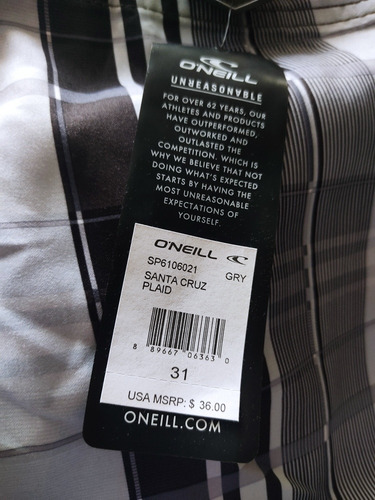 O'NEILL
UNREASONABLE
FOR OVER 62 YEARS, OUR
ATHLETES AND PRODUCTS
HAVE OUTPERFORMED,
OUTWORKED AND
OUTLASTED THE
COMPETITION. WHICH IS
WHY WE BELIEVE THAT NOT
DOING WHAT'S EXPECTED
STARTS BY HAVING THE
MOST UNREASONABLE
EXPECTATIONS OF
YOURSELF.
O'NEILL
SP6106021 GRY
SANTA CRUZ
PLAID
8 89667 06363 0
31
USA MSRP: $ 36.00
ONEILL.COM